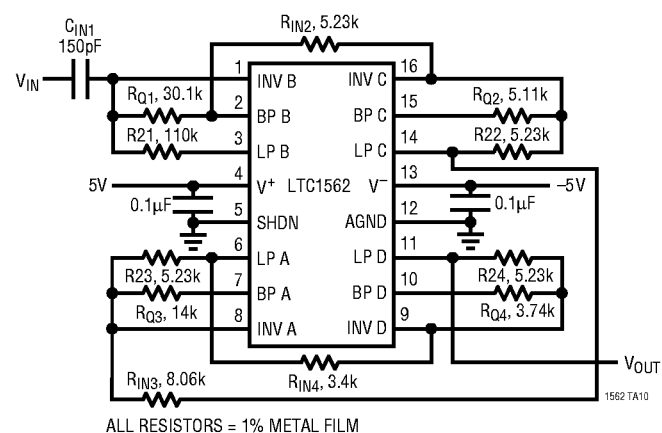 RIN2, 5.23k
CIN1
150pF
VIN
1
INV B
INV C
16
RQ1, 30.1k
2
BP B
BP C
15
RQ2, 5.11k
R21, 110k
3
LP B
LP C
14
R22, 5.23k
5V
4
V+
LTC1562
V–
13
–5V
0.1µF
5
SHDN
AGND
12
0.1µF
6
LP A
LP D
11
R23, 5.23k
R24, 5.23k
7
BP A
BP D
10
RQ3, 14k
RQ4, 3.74k
8
INV A
INV D
9
VOUT
RIN3, 8.06k
RIN4, 3.4k
1562 TA10
ALL RESISTORS = 1% METAL FILM